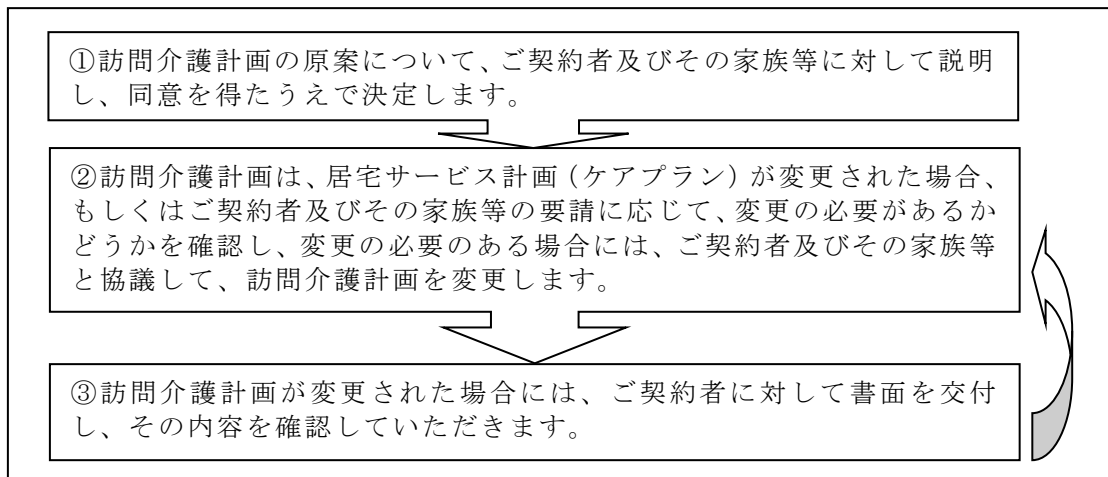 ①訪問介護計画の原案について、ご契約者及びその家族等に対して説明
し、同意を得たうえで決定します。
②訪問介護計画は、居宅サービス計画（ケアプラン）が変更された場合、
もしくはご契約者及びその家族等の要請に応じて、変更の必要があるか
どうかを確認し、変更の必要のある場合には、ご契約者及びその家族等
と協議して、訪問介護計画を変更します。
③訪問介護計画が変更された場合には、ご契約者に対して書面を交付
し、その内容を確認していただきます。